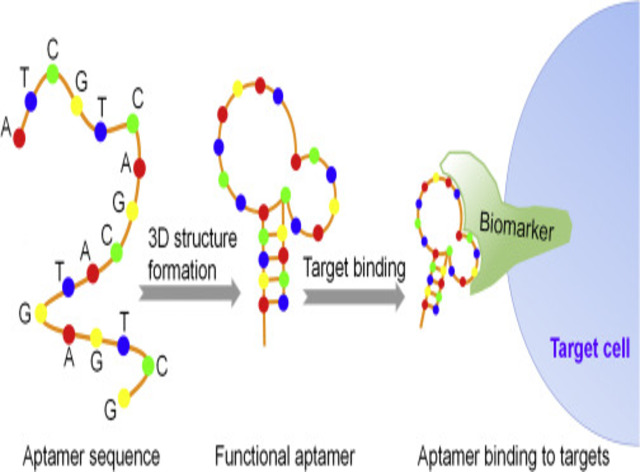 A
T
C
G
T
C
A
G
C
A
T
G
A
G
T
C
G
3D structure
formation
Target binding
Biomarker
Target cell
Aptamer sequence
Functional aptamer
Aptamer binding to targets